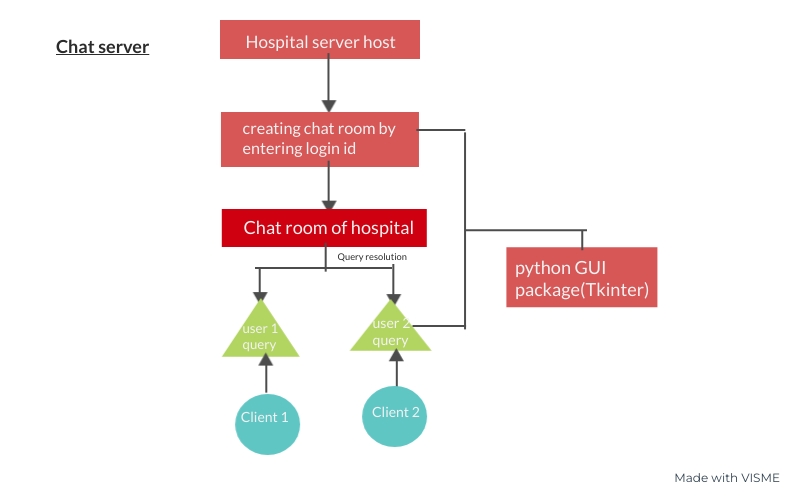 Chat server
Hospital server host
creating chat room by
entering login id
Chat room of hospital
Query resolution
python GUI
package(Tkinter)
user 1
query
user 2
query
Client 1
Client 2
Made with VISME